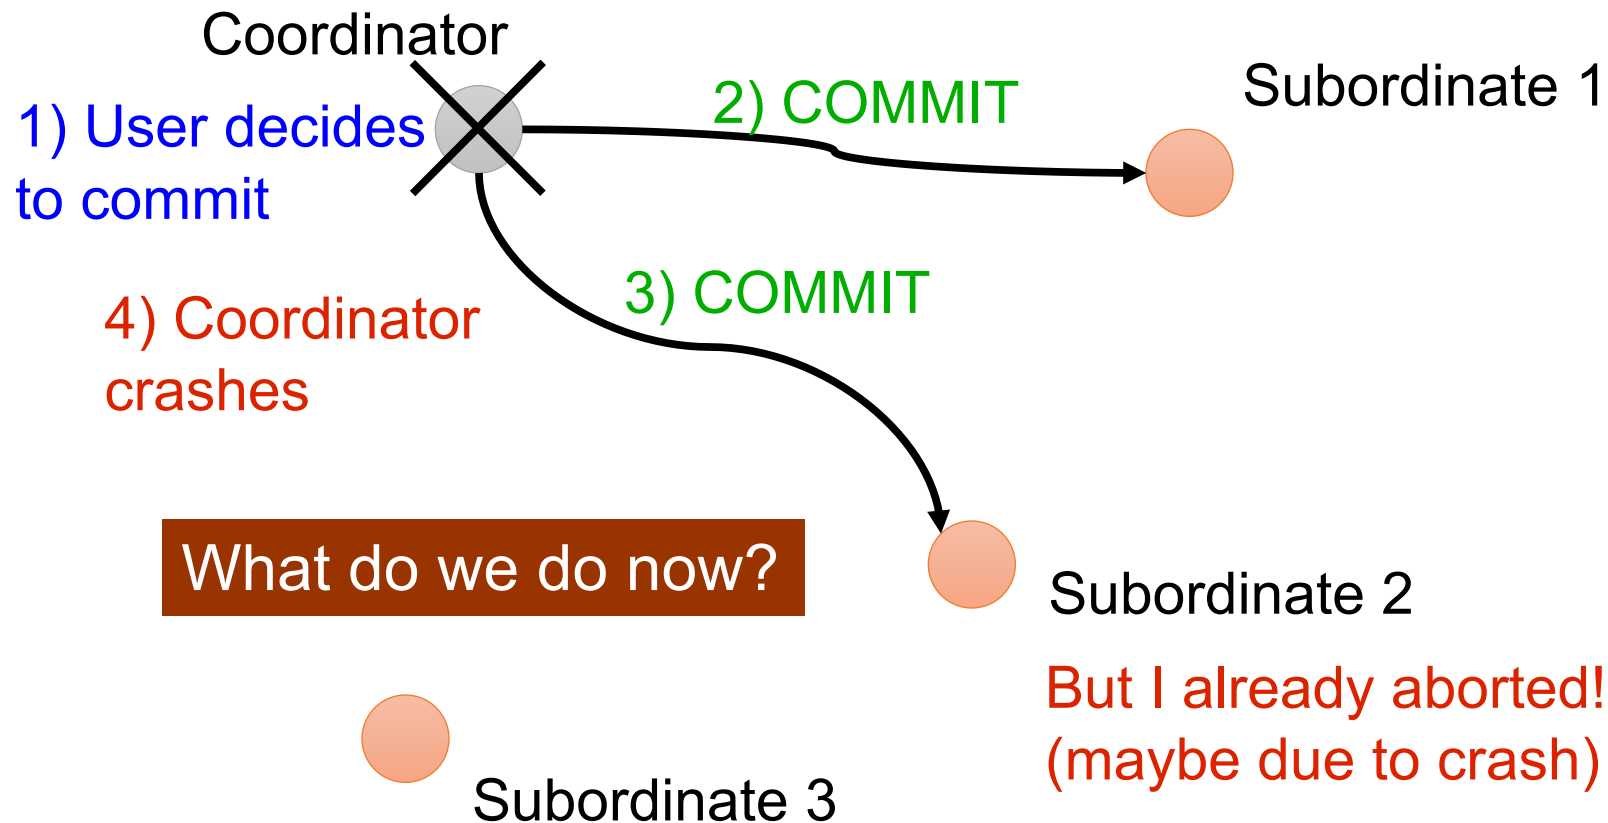 Coordinator
1) User decides
to commit
2) COMMIT
Subordinate 1
3) COMMIT
4) Coordinator
crashes
What do we do now?
Subordinate 2
But I already aborted!
(maybe due to crash)
Subordinate 3